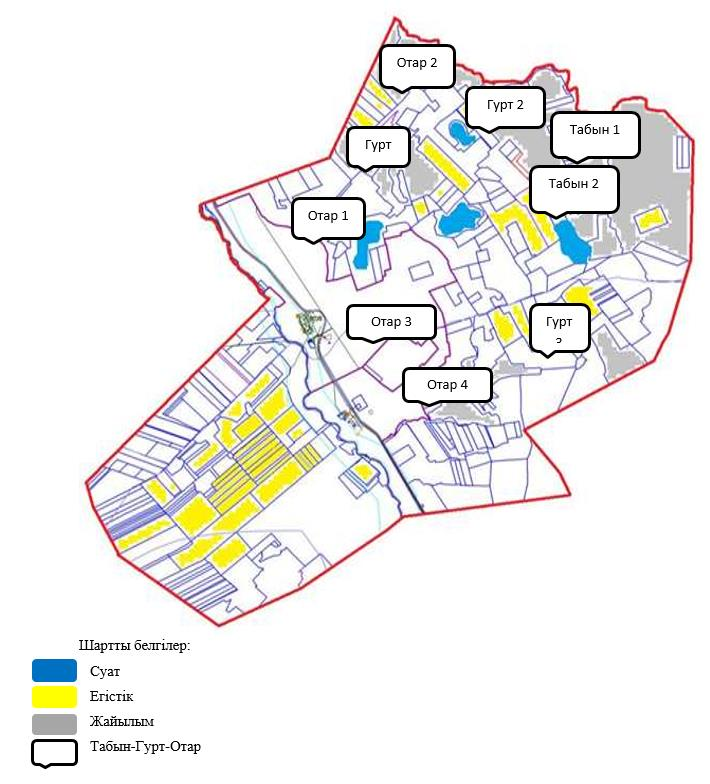 Отар 2
Гурт 2
Табын 1
Гурт
Табын 2
Отар 1
Отар 3
Гурт
Отар 4
Шартты белгілер:
Суат
Егістік
Жайылым
Табын-Гурт-Отар